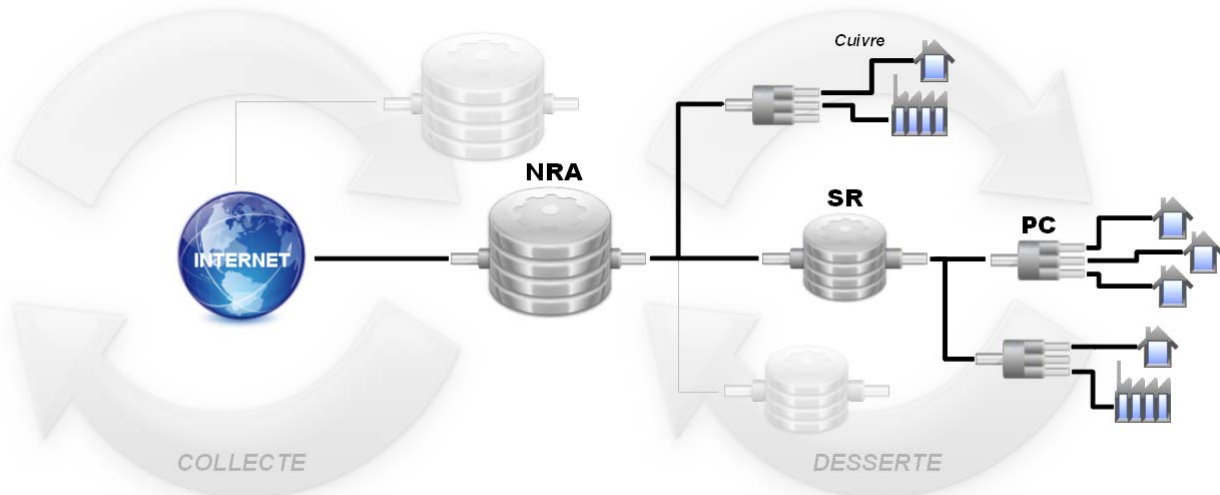 Cuivre
NRA
SR
PC
INTERNET
COLLECTE
DESSERTE